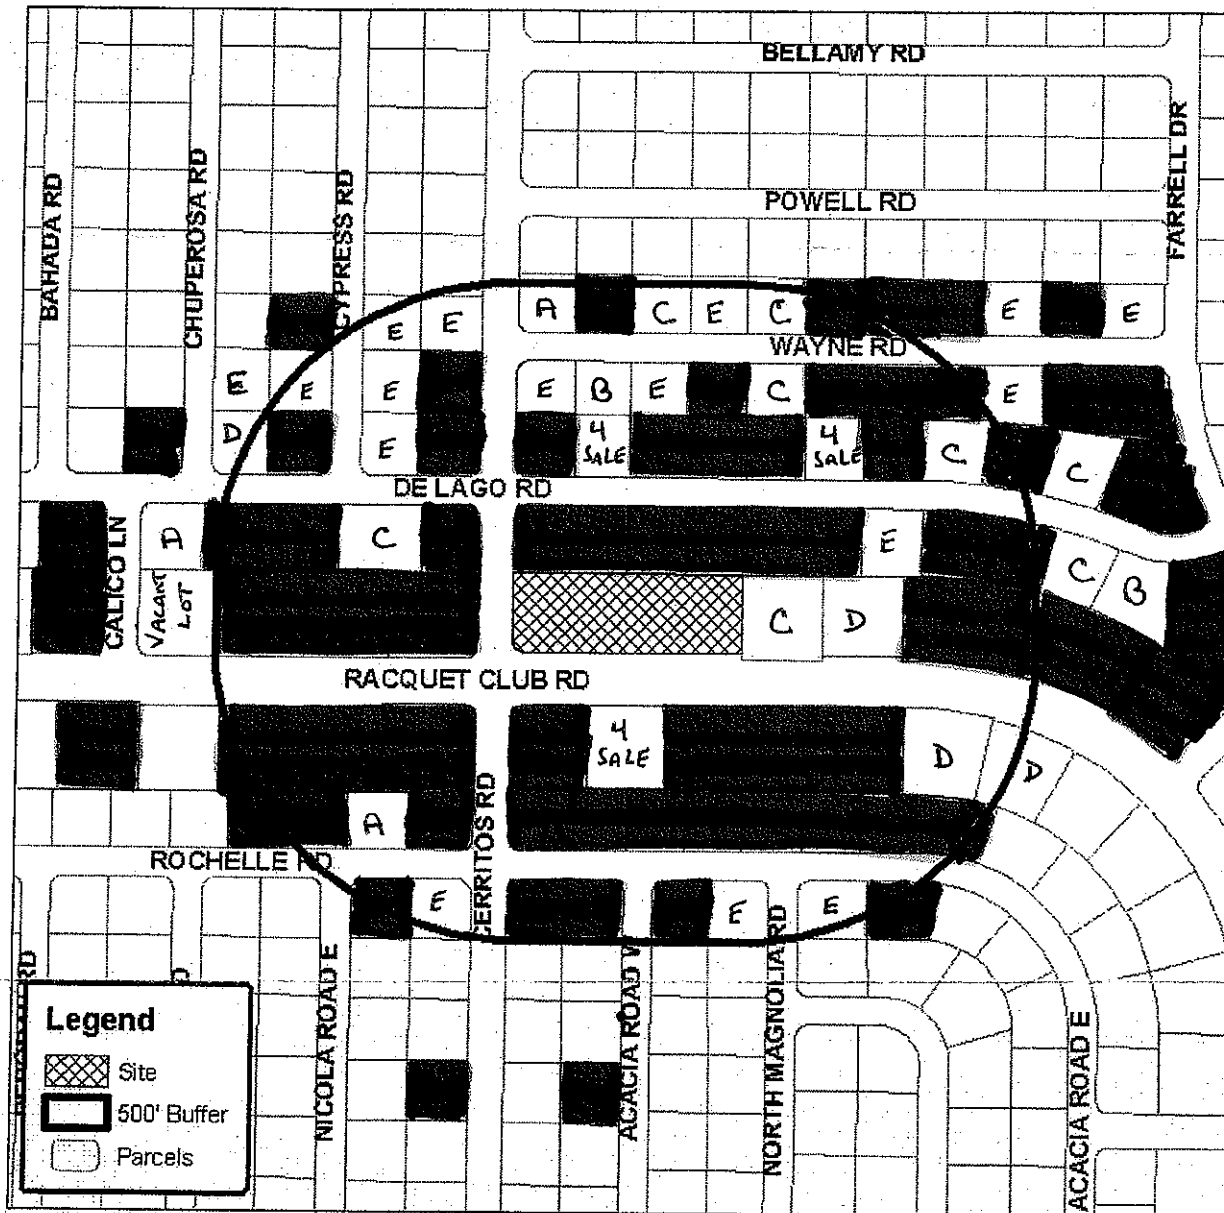 BELLAMY RD
FARRELL DR
POWELL RD
BAHADA RD
CHUPEROSA RD
CYPRESS RD
A
C
E
C
E
E
E
E
WAYNE RD
E
E
E
E
B
E
C
E
D
E
4
SALE
4
SALE
C
C
DE LAGO RD
CALICO LN
D
C
E
C
B
VACANT
LOT
C
D
RACQUET CLUB RD
4
SALE
D
D
A
CERRITOS RD
ROCHELLE RD
E
E
E
NICOLA ROAD E
ACACIA ROAD W
NORTH MAGNOLIA RD
ACACIA ROAD E
RD
D
Legend
Site
500' Buffer
Parcels